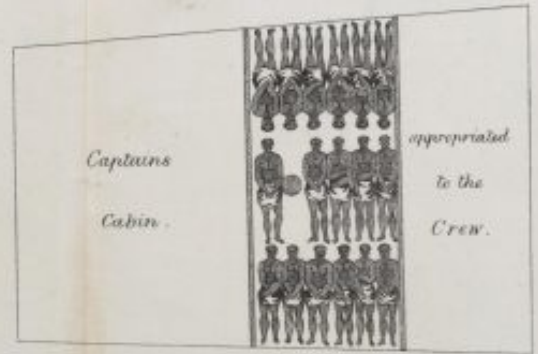 Captains
Cabin.
appropriated
to the
Crew.